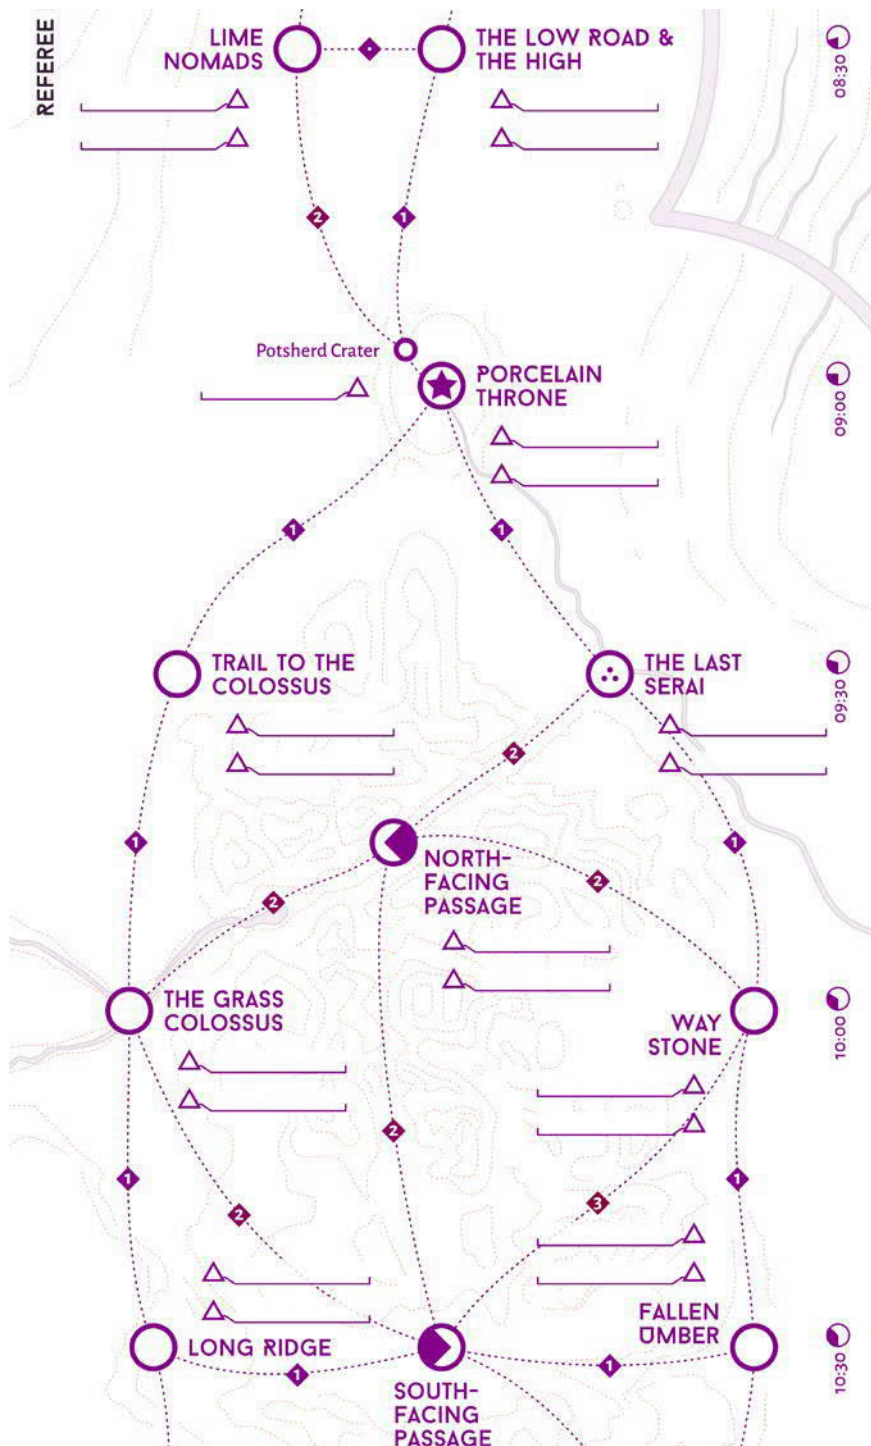 REFEREE
LIME
NOMADS
THE LOW ROAD &
THE HIGH
08:30
2
1
Potsherd Crater
PORCELAIN
THRONE
09:00
1
1
TRAIL TO THE
COLOSSUS
THE LAST
SERAI
09:30
2
1
1
NORTH-
FACING
PASSAGE
2
2
THE GRASS
COLOSSUS
WAY
STONE
10:00
2
1
1
3
2
FALLEN
UMBER
LONG RIDGE
10:30
1
1
SOUTH-
FACING
PASSAGE